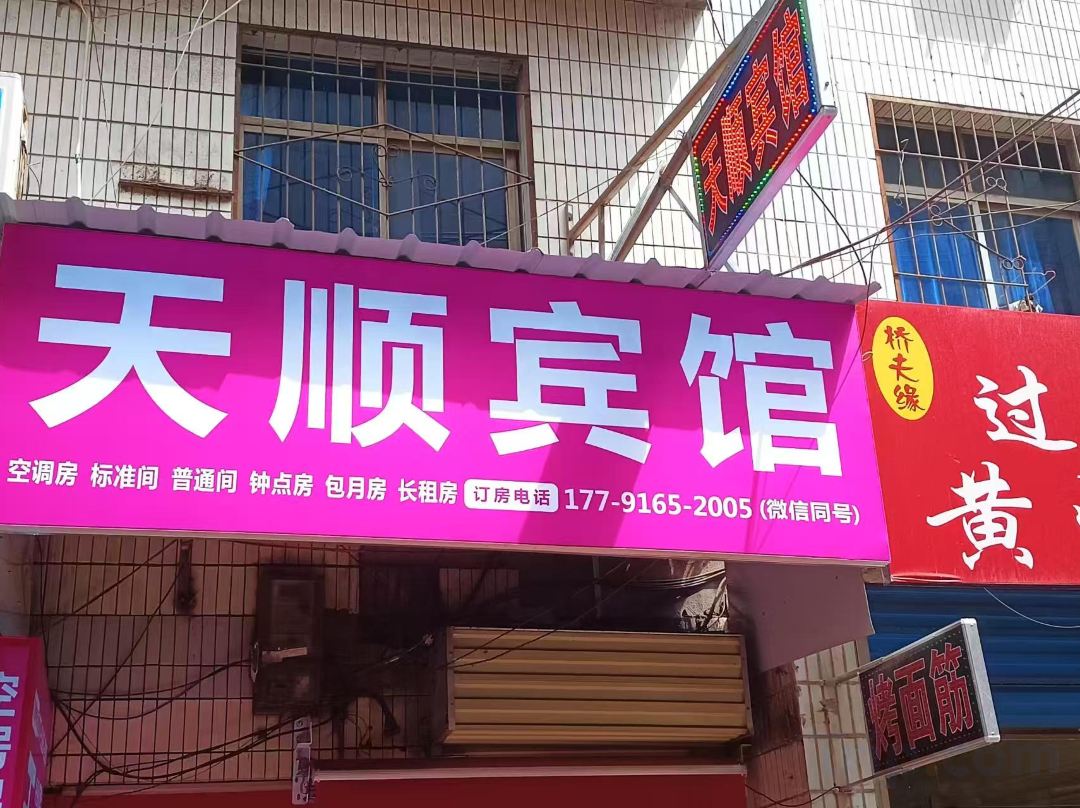 天顺宾馆
天顺宾馆
空调房 标准间 普通间 钟点房 包月房 长租房 订房电话 177-9165-2005 (微信同号)
桥夫缘
过
黄
烤面筋